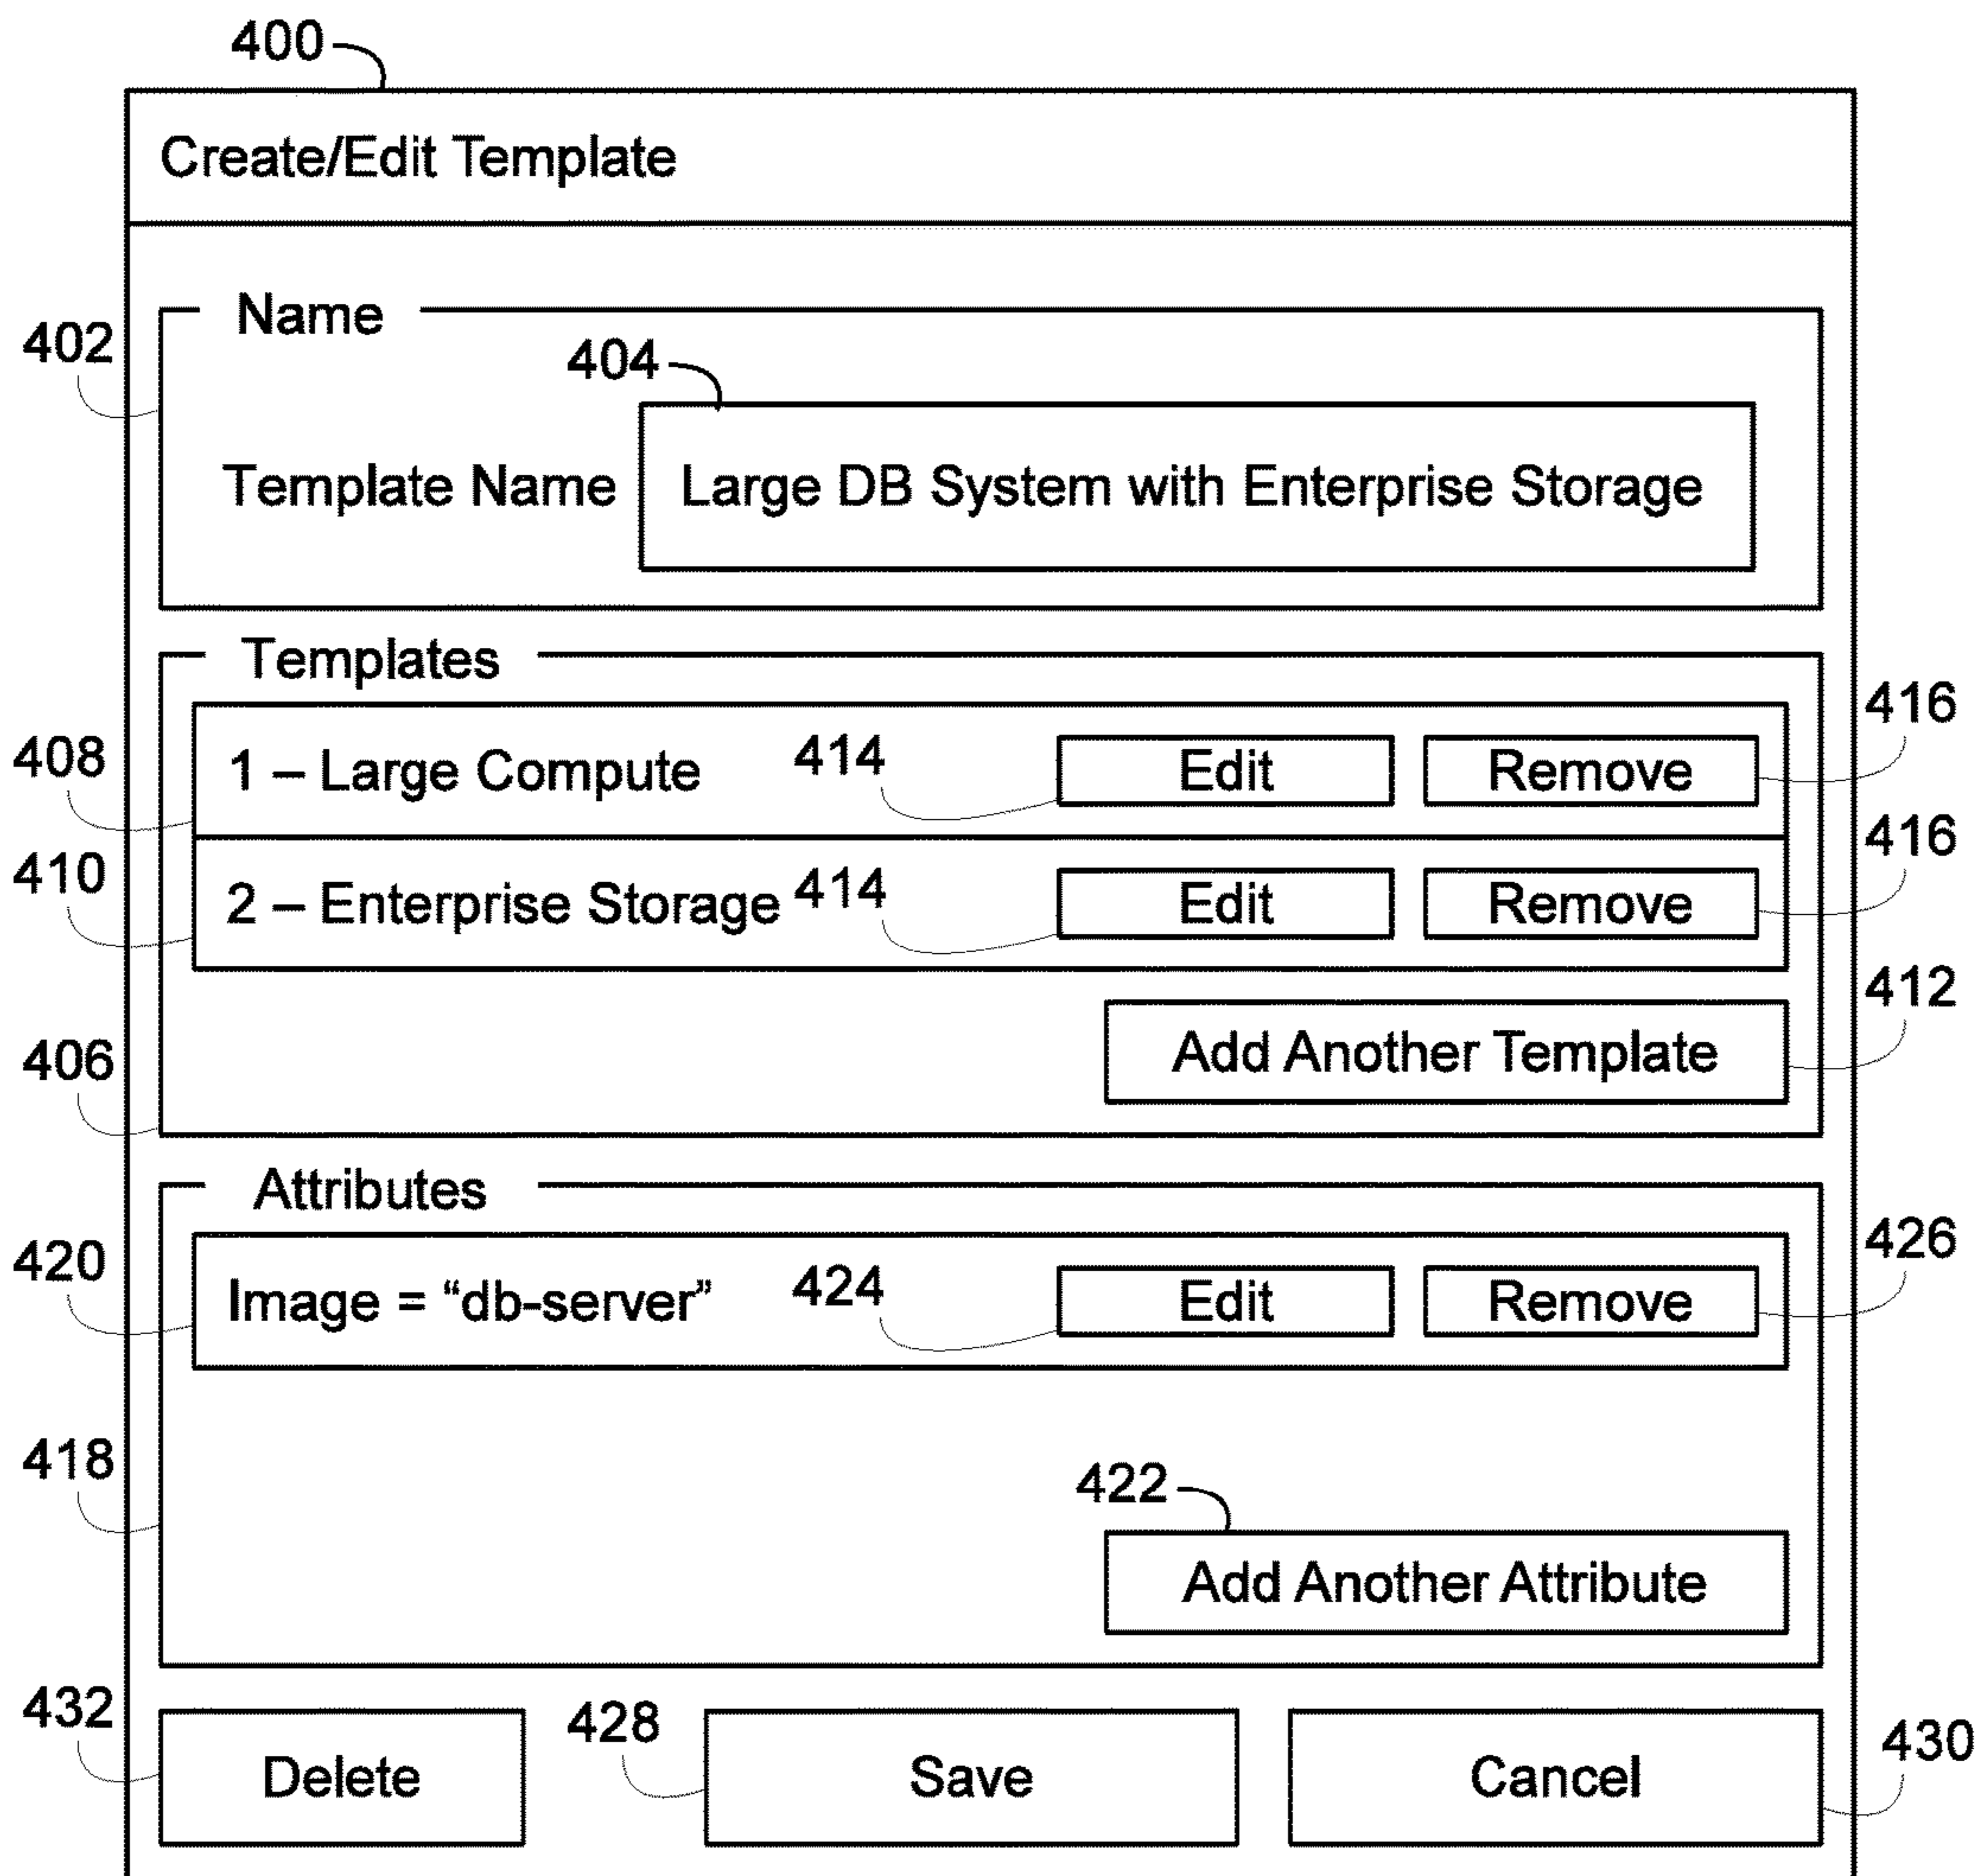 400
Create/Edit Template
Name
402
404
Template Name Large DB System with Enterprise Storage
Templates
416
408 1 – Large Compute 414 Edit Remove
416
410 2 – Enterprise Storage 414 Edit Remove
412
406 Add Another Template
Attributes
426
420 Image = “db-server” 424 Edit Remove
418
422
Add Another Attribute
432 428 430
Delete Save Cancel